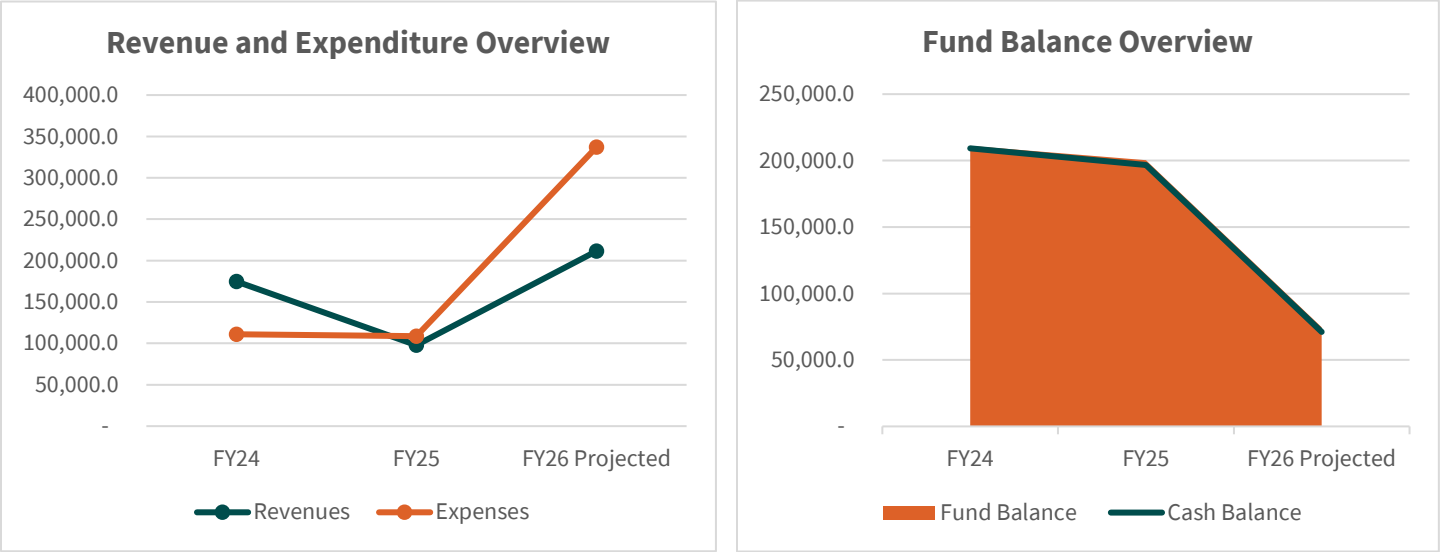 Revenue and Expenditure Overview
400,000.0
350,000.0
300,000.0
250,000.0
200,000.0
150,000.0
100,000.0
50,000.0
-
FY24 FY25 FY26 Projected
Revenues Expenses
Fund Balance Overview
250,000.0
200,000.0
150,000.0
100,000.0
50,000.0
-
FY24 FY25 FY26 Projected
Fund Balance Cash Balance